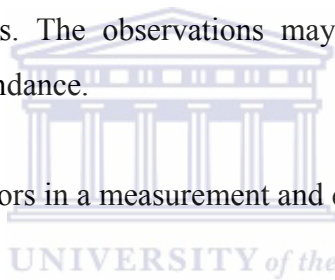 s. The observations may
ndance.
ors in a measurement and
UNIVERSITY of the